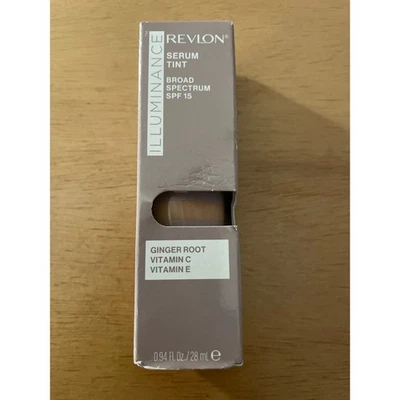 ILLUMINANCE
REVLON
SERUM
TINT
BROAD
SPECTRUM
SPF 15
GINGER ROOT
VITAMIN C
VITAMIN E
0.94 Fl. Oz. / 28 mL ℮